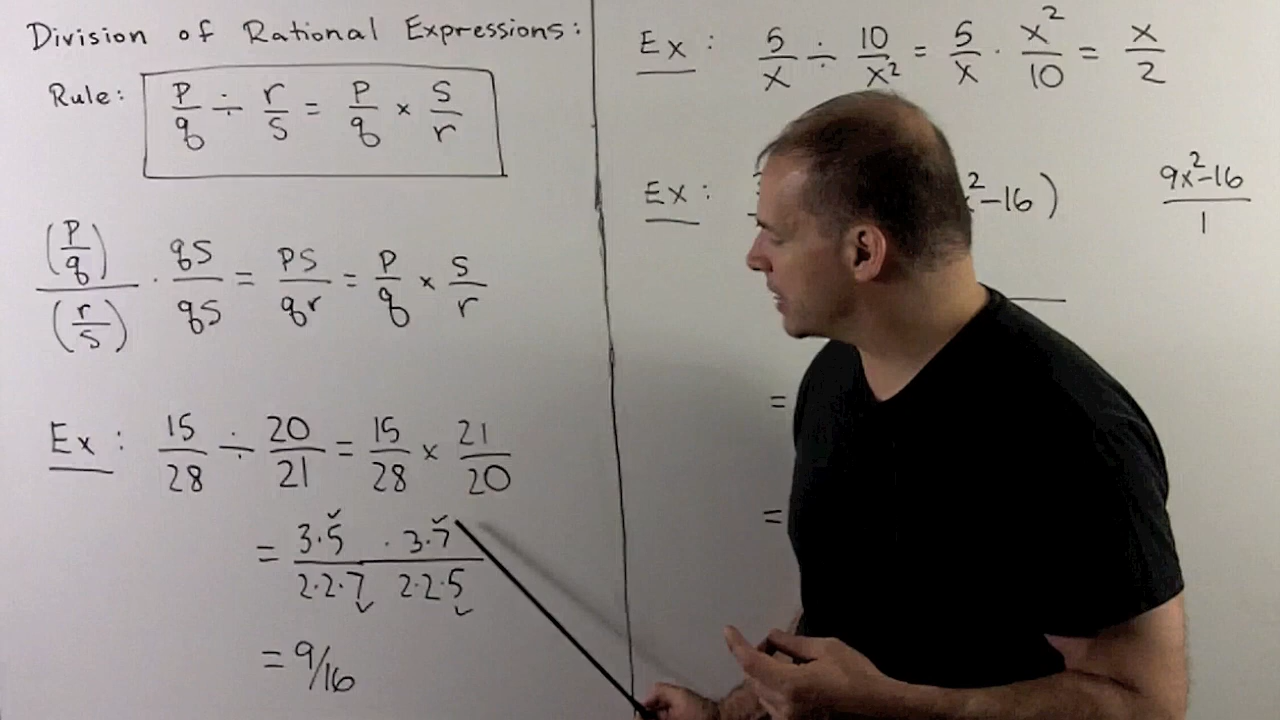 Division of Rational Expressions:
Rule: p/q ÷ r/s = p/q × s/r
(p/q)/(r/s) · qs/qs = ps/qr = p/q × s/r
Ex: 15/28 ÷ 20/21 = 15/28 × 21/20
= 3·5 · 3·7 / 2·2·7 2·2·5
= 9/16
Ex: 5/x ÷ 10/x² = 5/x · x²/10 = x/2
Ex: ²-16) 9x²-16/1
=
=